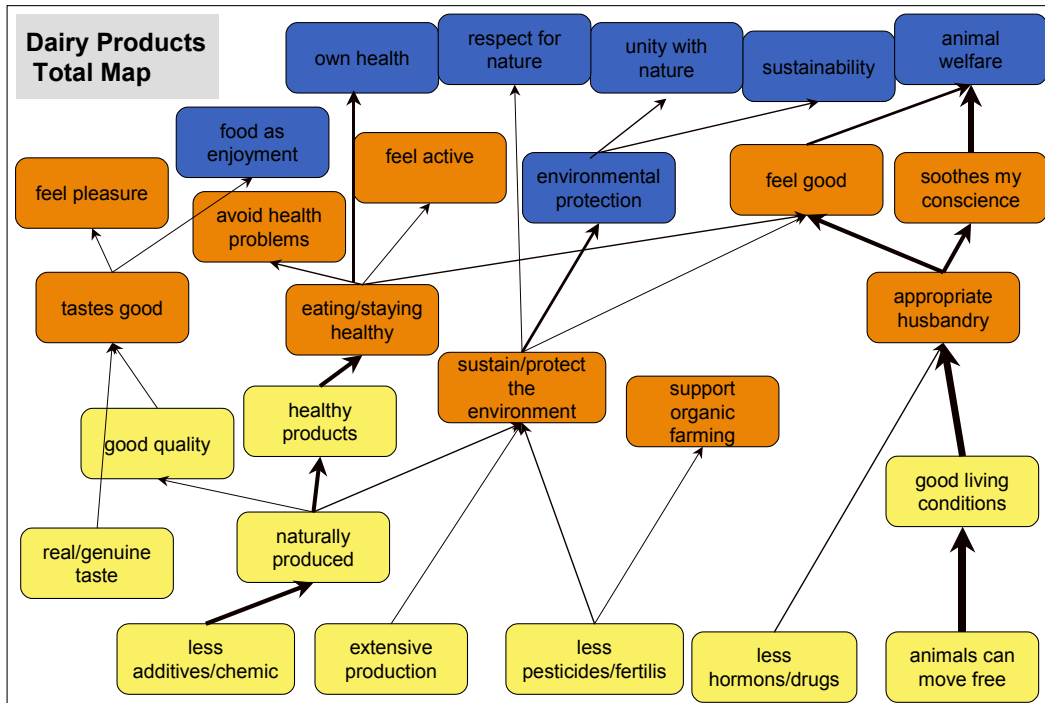 Dairy Products
Total Map
own health
respect for
nature
unity with
nature
sustainability
animal
welfare
food as
enjoyment
feel active
feel pleasure
avoid health
problems
environmental
protection
feel good
soothes my
conscience
tastes good
eating/staying
healthy
appropriate
husbandry
sustain/protect
the
environment
support
organic
farming
healthy
products
good quality
good living
conditions
real/genuine
taste
naturally
produced
less
additives/chemic
extensive
production
less
pesticides/fertilis
less
hormons/drugs
animals can
move free